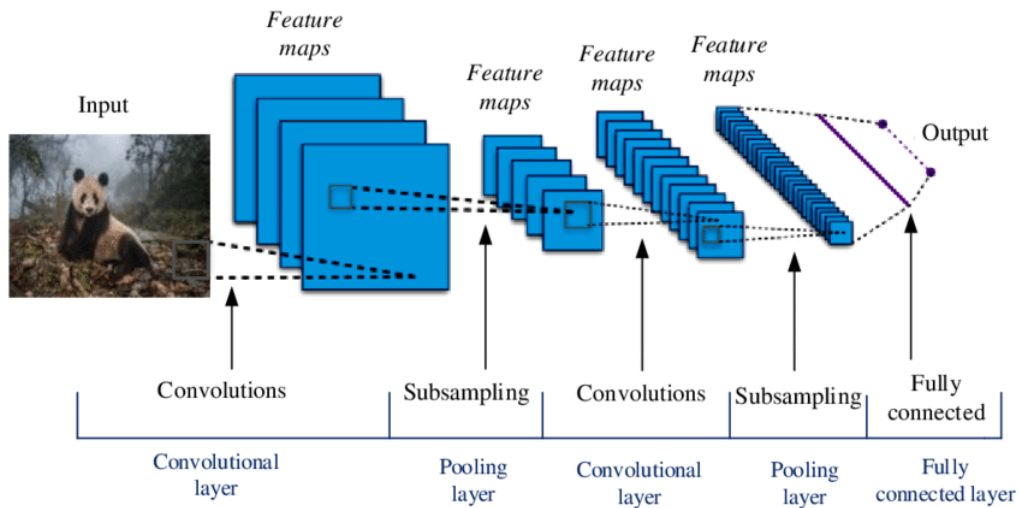 Input
Feature
maps
Feature
maps
Feature
maps
Feature
maps
Output
Convolutions
Subsampling
Convolutions
Subsampling
Fully
connected
Convolutional
layer
Pooling
layer
Convolutional
layer
Pooling
layer
Fully
connected layer